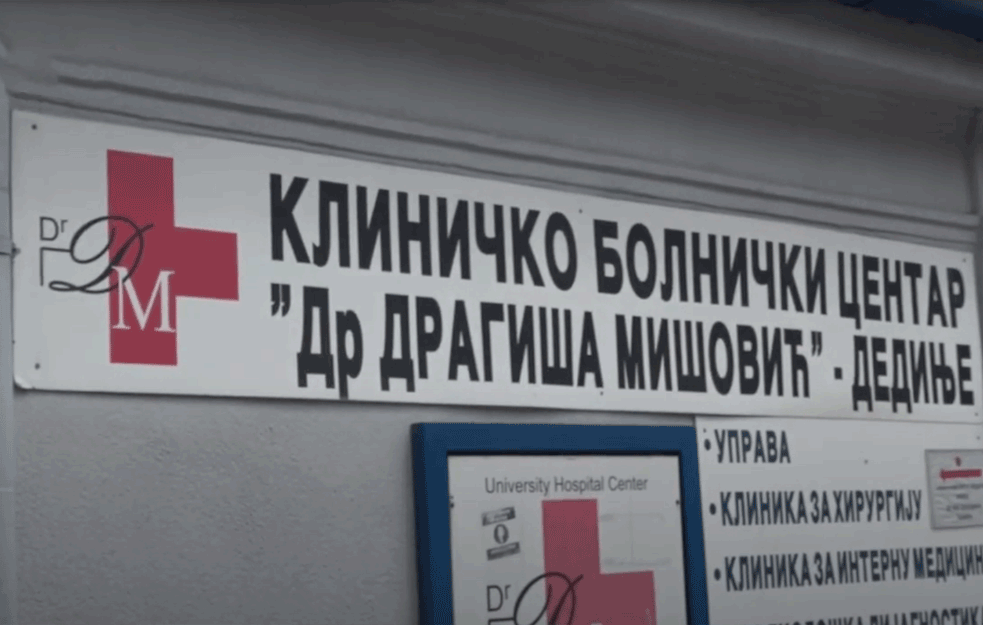 Dr
D
M
КЛИНИЧКО БОЛНИЧКИ ЦЕНТАР
”Др ДРАГИША МИШОВИЋ” - ДЕДИЊЕ
University Hospital Center
Dr
D
• УПРАВА
• КЛИНИКА ЗА ХИРУРГИЈУ
• КЛИНИКА ЗА ИНТЕРНУ МЕДИЦИН